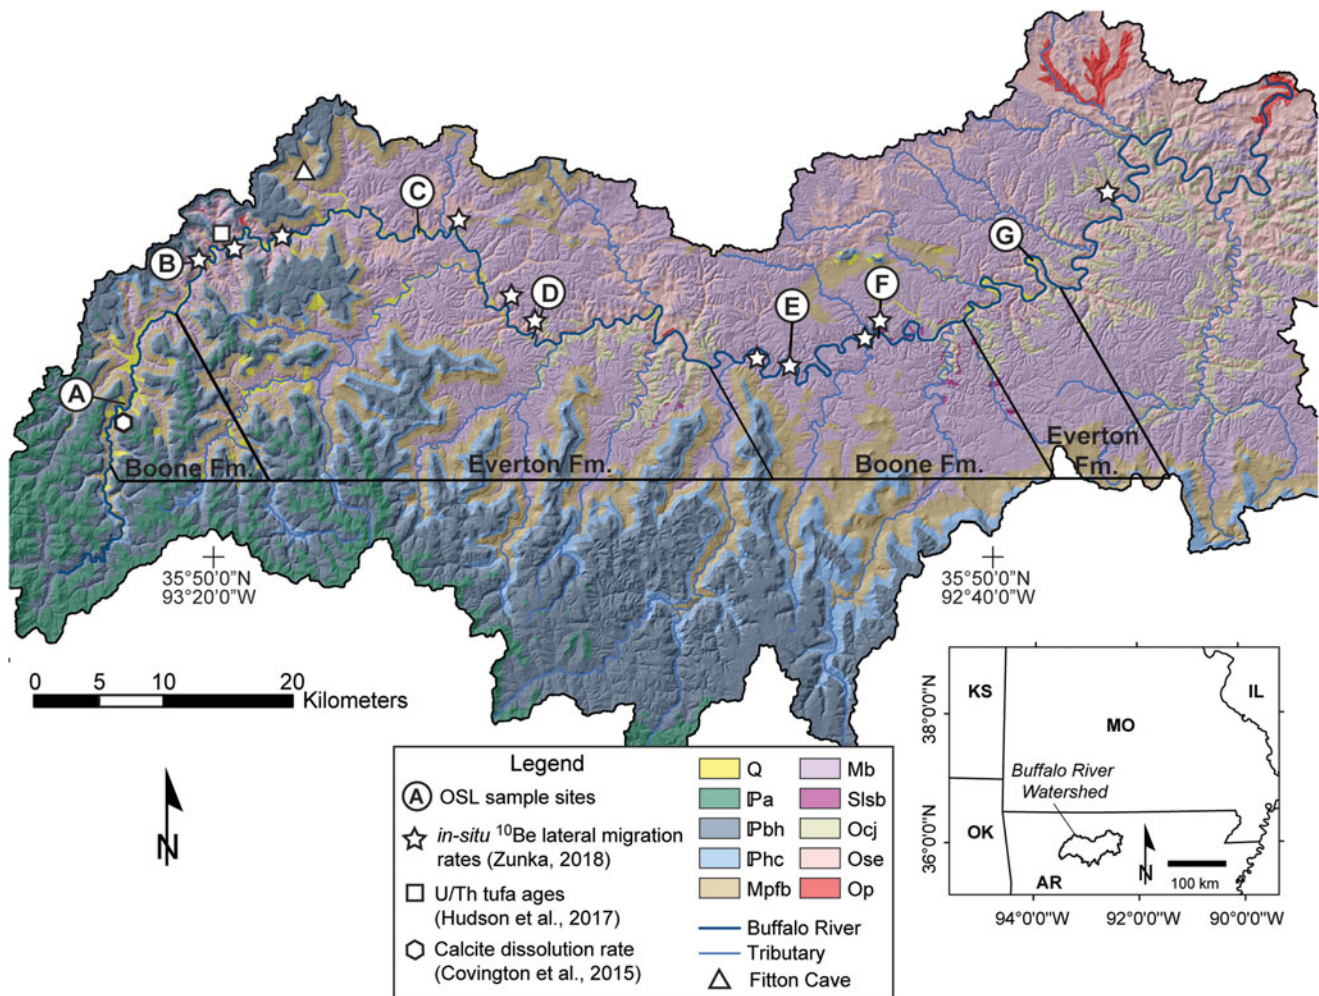 C
B
G
D
F
E
A
Boone Fm.
Everton Fm.
Boone Fm.
Everton
Fm.
35°50'0"N
93°20'0"W
35°50'0"N
92°40'0"W
0 5 10 20
Kilometers
N
Legend
A OSL sample sites
in-situ ¹⁰Be lateral migration
rates (Zunka, 2018)
U/Th tufa ages
(Hudson et al., 2017)
Calcite dissolution rate
(Covington et al., 2015)
Q
ℙa
ℙbh
ℙhc
Mpfb
Mb
Slsb
Ocj
Ose
Op
Buffalo River
Tributary
Fitton Cave
KS
MO
IL
Buffalo River
Watershed
OK
AR
N
100 km
38°0'0"N
36°0'0"N
94°0'0"W
92°0'0"W
90°0'0"W